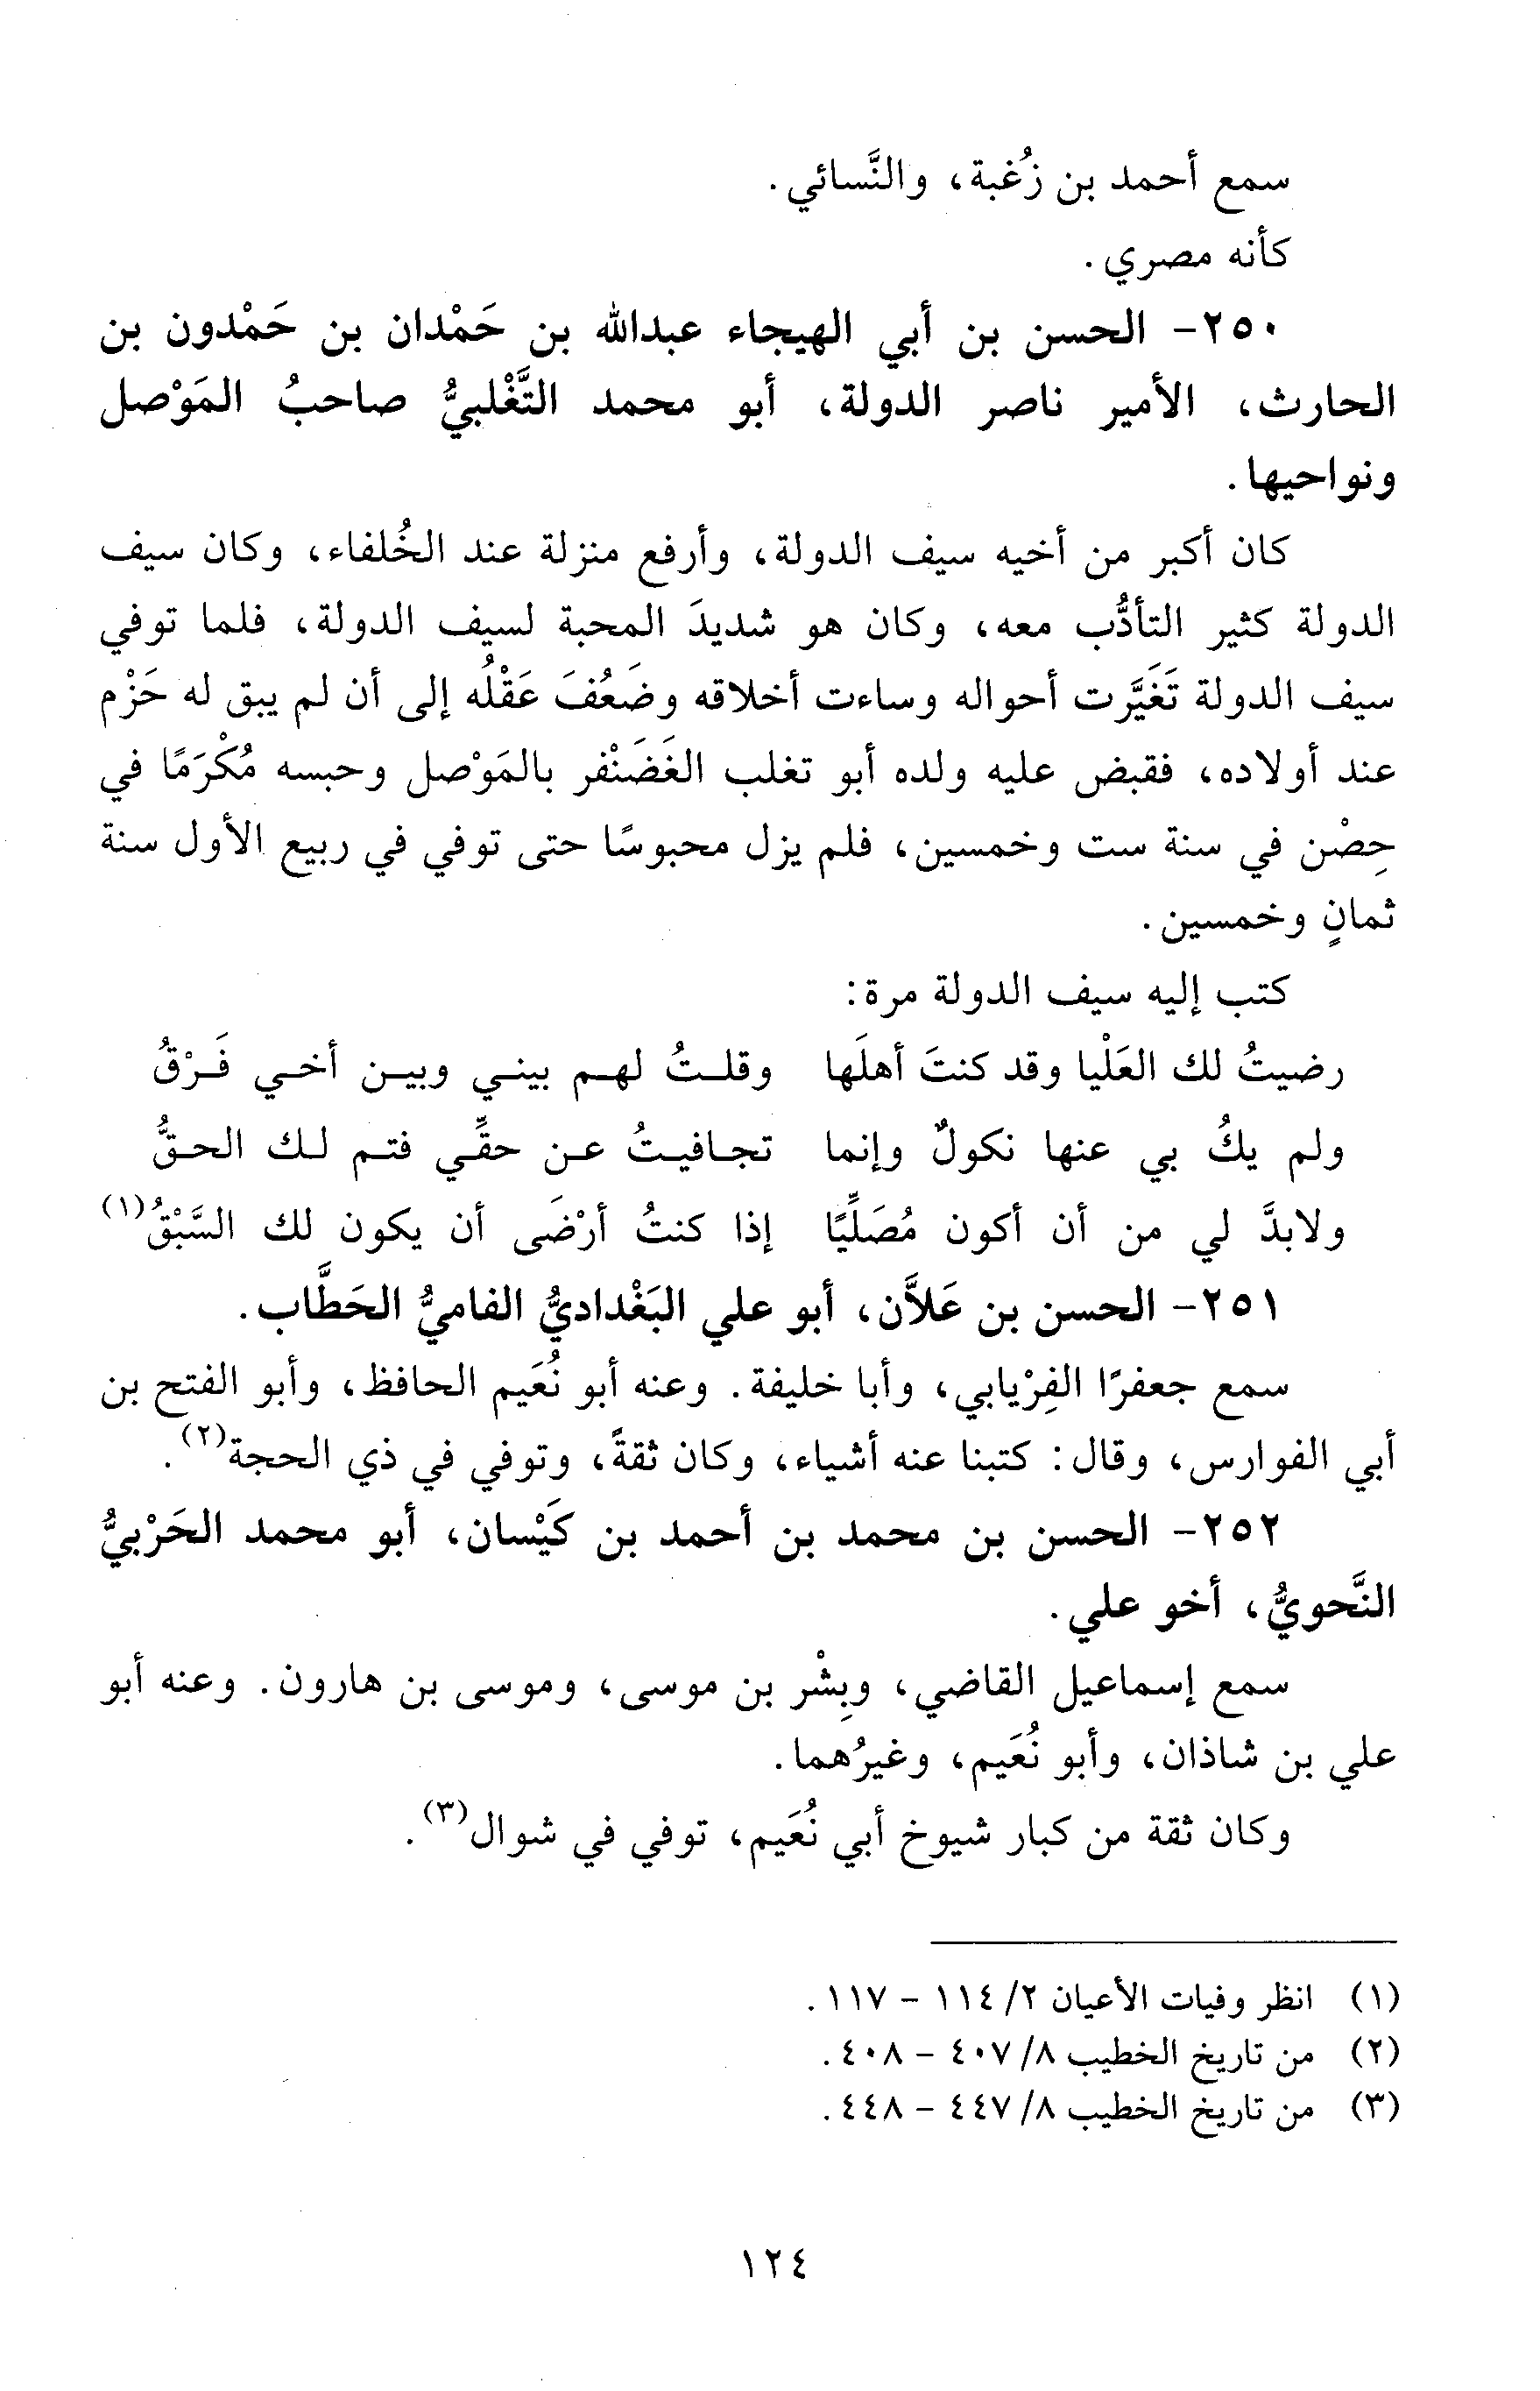 سمع أحمد بن زُغبة، والنَّسائي.
كأنه مصري.
٢٥٠- الحسن بن أبي الهيجاء عبدالله بن حَمْدان بن حَمْدون بن
الحارث، الأمير ناصر الدولة، أبو محمد التَّغْلبيُّ صاحبُ المَوْصل
ونواحيها.
كان أكبر من أخيه سيف الدولة، وأرفع منزلة عند الخُلفاء، وكان سيف
الدولة كثير التأدُّب معه، وكان هو شديدَ المحبة لسيف الدولة، فلما توفي
سيف الدولة تَغَيَّرت أحواله وساءت أخلاقه وضَعُفَ عَقْلُه إلى أن لم يبق له حَزْم
عند أولاده، فقبض عليه ولده أبو تغلب الغَضَنْفر بالمَوْصل وحبسه مُكْرَمًا في
حِصْن في سنة ست وخمسين، فلم يزل محبوسًا حتى توفي في ربيع الأول سنة
ثمانٍ وخمسين.
كتب إليه سيف الدولة مرة:
رضيتُ لك العَلْيا وقد كنتَ أهلَها وقلتُ لهم بيني وبين أخي فَرْقُ
ولم يكُ بي عنها نكولٌ وإنما تجافيتُ عن حقِّي فتم لك الحقُّ
ولابدَّ لي من أن أكون مُصَلِّيًا إذا كنتُ أرْضَى أن يكون لك السَّبْقُ(١)
٢٥١- الحسن بن عَلاَّن، أبو علي البَغْداديُّ الفاميُّ الحَطَّاب.
سمع جعفرًا الفِرْيابي، وأبا خليفة. وعنه أبو نُعَيم الحافظ، وأبو الفتح بن
أبي الفوارس، وقال: كتبنا عنه أشياء، وكان ثقةً، وتوفي في ذي الحجة(٢).
٢٥٢- الحسن بن محمد بن أحمد بن كَيْسان، أبو محمد الحَرْبيُّ
النَّحويُّ، أخو علي.
سمع إسماعيل القاضي، وبِشْر بن موسى، وموسى بن هارون. وعنه أبو
علي بن شاذان، وأبو نُعَيم، وغيرُهما.
وكان ثقة من كبار شيوخ أبي نُعَيم، توفي في شوال(٣).
(١) انظر وفيات الأعيان ٢/ ١١٤ - ١١٧.
(٢) من تاريخ الخطيب ٨/ ٤٠٧ - ٤٠٨.
(٣) من تاريخ الخطيب ٨/ ٤٤٧ - ٤٤٨.
١٢٤